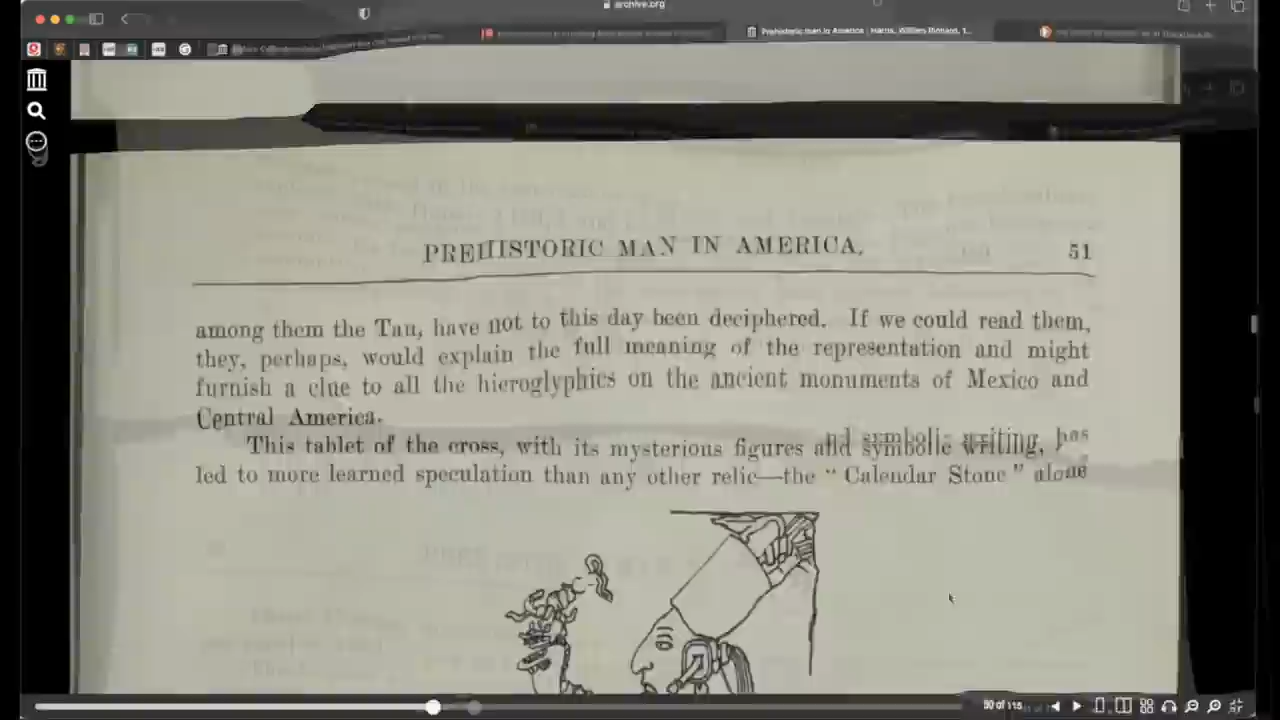 archive.org
Prehistoric man in America : Harris, William Richard, 1...
PREHISTORIC MAN IN AMERICA. 51
among them the Tau, have not to this day been deciphered. If we could read them,
they, perhaps, would explain the full meaning of the representation and might
furnish a clue to all the hieroglyphics on the ancient monuments of Mexico and
Central America.
This tablet of the cross, with its mysterious figures and symbolic writing, has
led to more learned speculation than any other relic—the “Calendar Stone” alone
50 of 115